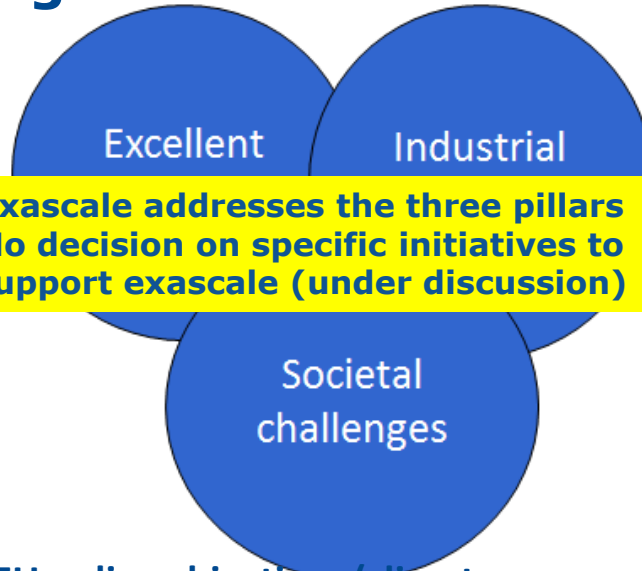 g
Excellent
Industrial
xascale addresses the three pillars
o decision on specific initiatives to
upport exascale (under discussion)
Societal
challenges